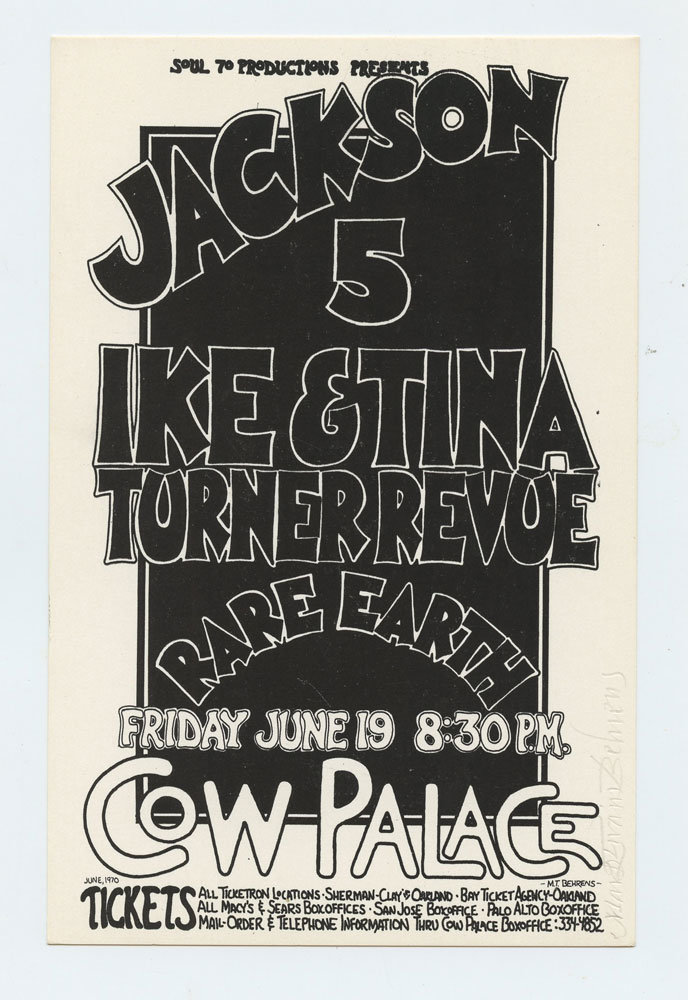 SOUL 70 PRODUCTIONS PRESENTS
JACKSON
5
IKE & TINA
TURNER REVUE
RARE EARTH
FRIDAY JUNE 19 8:30 P.M.
COW PALACE
JUNE, 1970
- M.T. BEHRENS -
TICKETS
ALL TICKETRON LOCATIONS · SHERMAN-CLAY'S OAKLAND · BAY TICKET AGENCY-OAKLAND
ALL MACY'S & SEARS BOXOFFICES · SAN JOSE BOXOFFICE · PALO ALTO BOXOFFICE
MAIL-ORDER & TELEPHONE INFORMATION THRU COW PALACE BOXOFFICE: 334-4852
Behrens